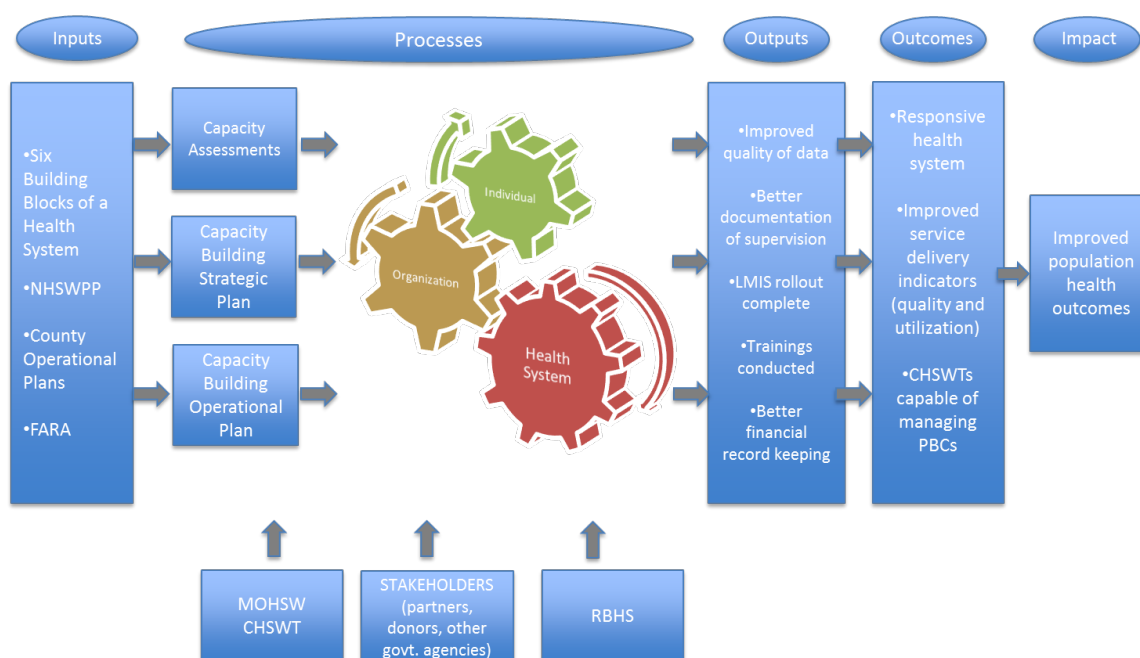 Inputs
Processes
Outputs
Outcomes
Impact
•Six
Building
Blocks of a
Health
System
•NHSWPP
•County
Operational
Plans
•FARA
Capacity
Assessments
Capacity
Building
Strategic
Plan
Capacity
Building
Operational
Plan
Individual
Organization
Health
System
•Improved
quality of data
•Better
documentation
of supervision
•LMIS rollout
complete
•Trainings
conducted
•Better
financial
record keeping
•Responsive
health
system
•Improved
service
delivery
indicators
(quality and
utilization)
•CHSWTs
capable of
managing
PBCs
Improved
population
health
outcomes
MOHSW
CHSWT
STAKEHOLDERS
(partners,
donors, other
govt. agencies)
RBHS